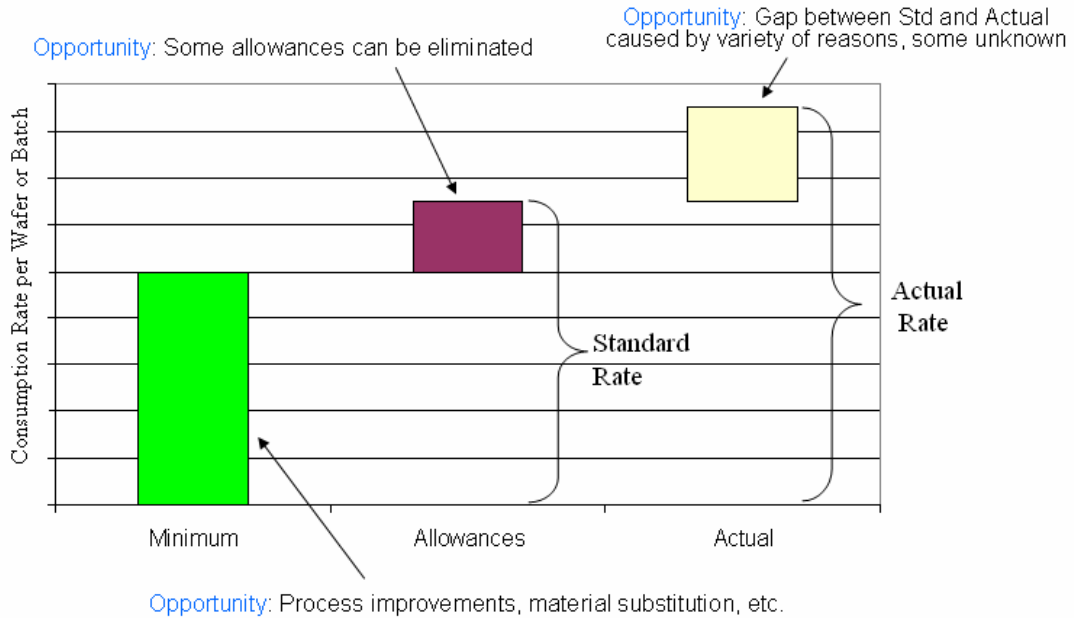 Opportunity: Gap between Std and Actual
caused by variety of reasons, some unknown
Opportunity: Some allowances can be eliminated
Consumption Rate per Wafer or Batch
Actual
Rate
Standard
Rate
Minimum
Allowances
Actual
Opportunity: Process improvements, material substitution, etc.